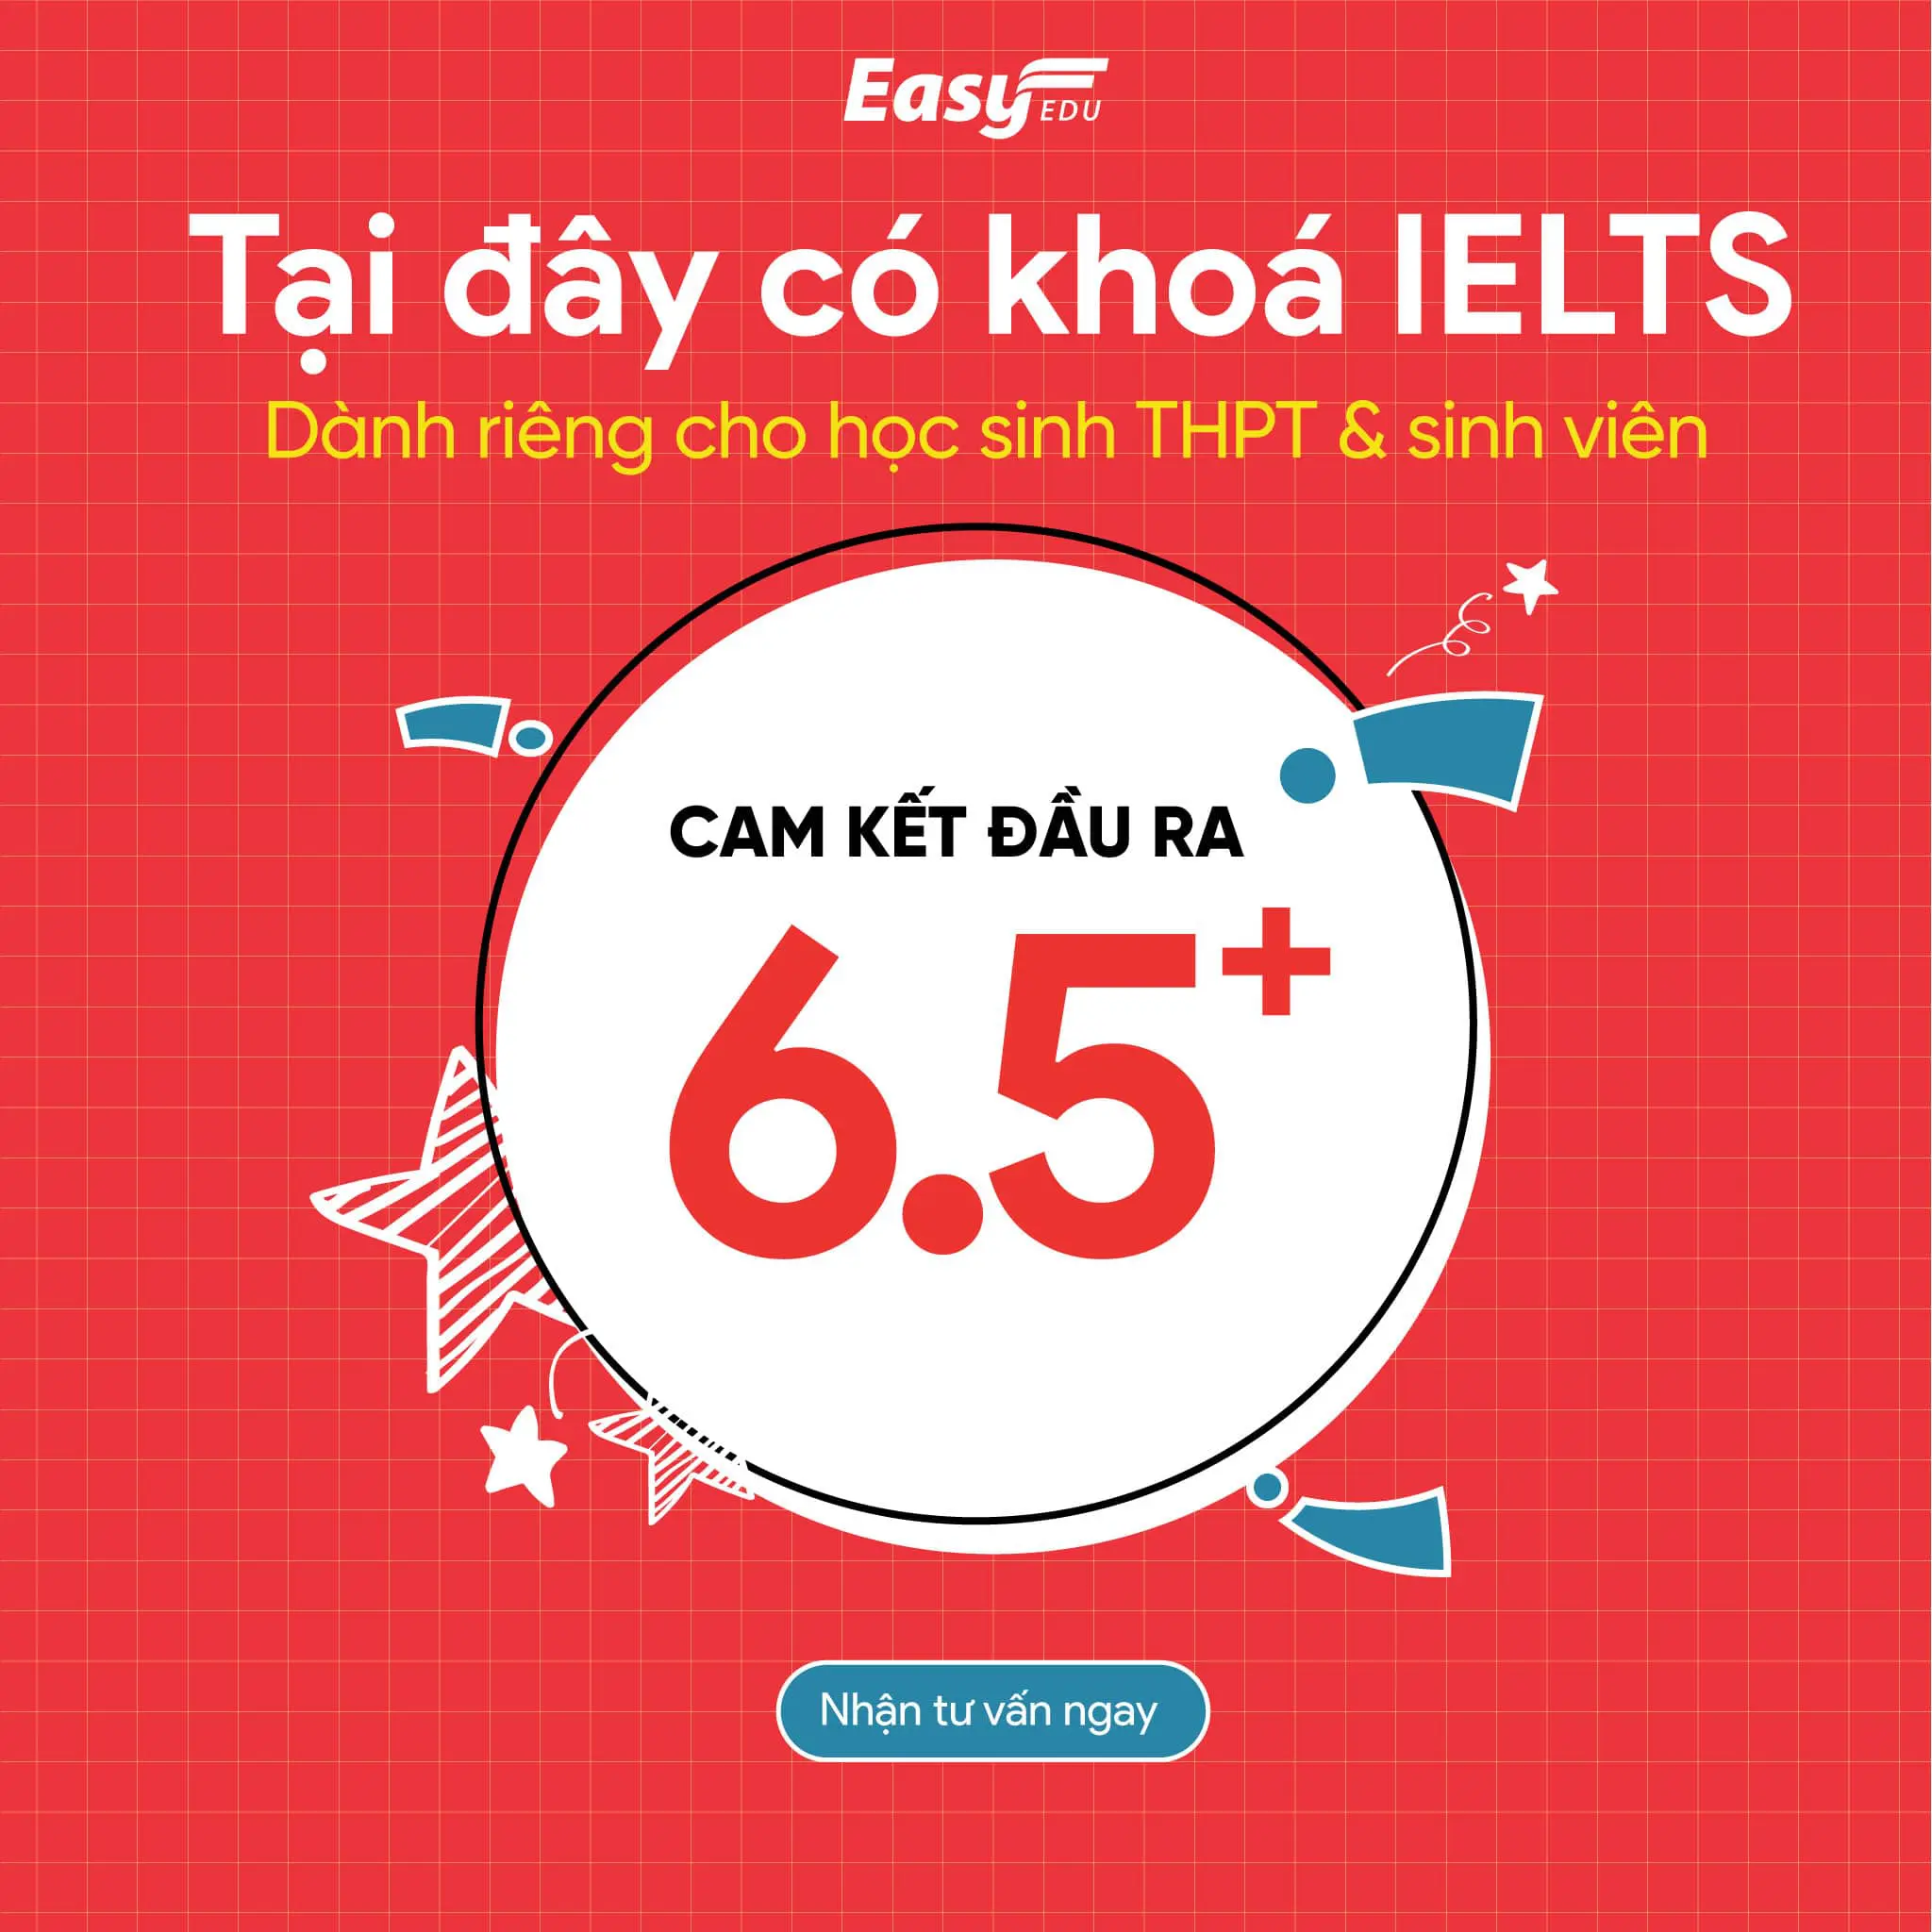 Easy EDU
Tại đây có khoá IELTS
Dành riêng cho học sinh THPT & sinh viên
CAM KẾT ĐẦU RA
6.5+
Nhận tư vấn ngay